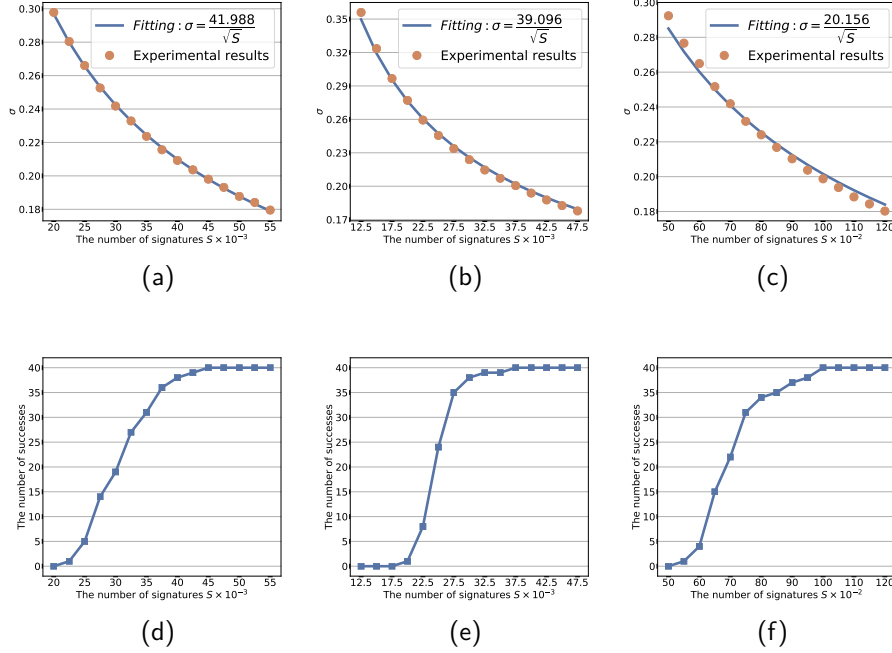 0.30
0.28
0.26
0.24
0.22
0.20
0.18
σ
Fitting : σ = 41.988/√S
Experimental results
20 25 30 35 40 45 50 55
The number of signatures S × 10⁻³
(a)
0.35
0.33
0.31
0.29
0.27
0.25
0.23
0.21
0.19
0.17
σ
Fitting : σ = 39.096/√S
Experimental results
12.5 17.5 22.5 27.5 32.5 37.5 42.5 47.5
The number of signatures S × 10⁻³
(b)
0.30
0.28
0.26
0.24
0.22
0.20
0.18
σ
Fitting : σ = 20.156/√S
Experimental results
50 60 70 80 90 100 110 120
The number of signatures S × 10⁻²
(c)
40
35
30
25
20
15
10
5
0
The number of successes
20 25 30 35 40 45 50 55
The number of signatures S × 10⁻³
(d)
40
35
30
25
20
15
10
5
0
The number of successes
12.5 17.5 22.5 27.5 32.5 37.5 42.5 47.5
The number of signatures S × 10⁻³
(e)
40
35
30
25
20
15
10
5
0
The number of successes
50 60 70 80 90 100 110 120
The number of signatures S × 10⁻²
(f)